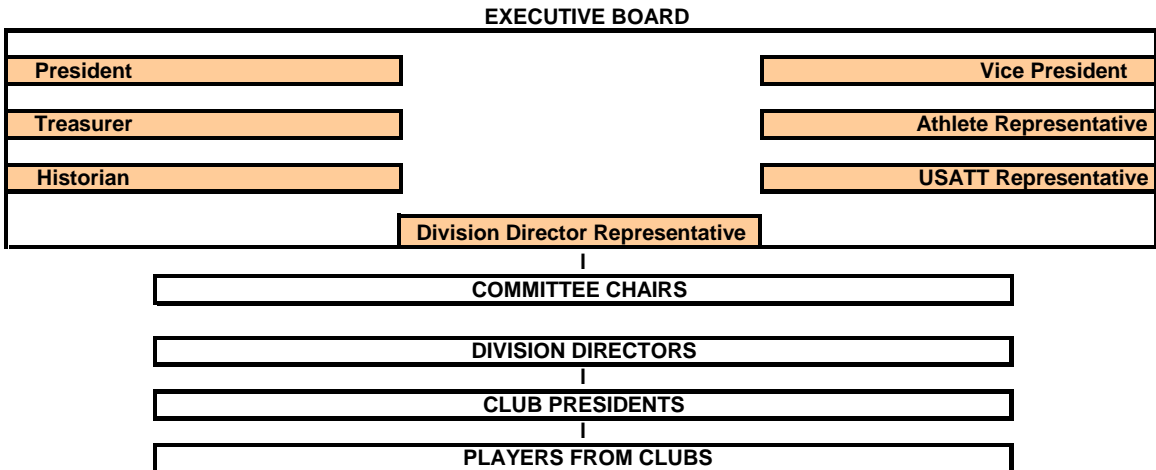 EXECUTIVE BOARD
President
Vice President
Treasurer
Athlete Representative
Historian
USATT Representative
Division Director Representative
COMMITTEE CHAIRS
DIVISION DIRECTORS
CLUB PRESIDENTS
PLAYERS FROM CLUBS